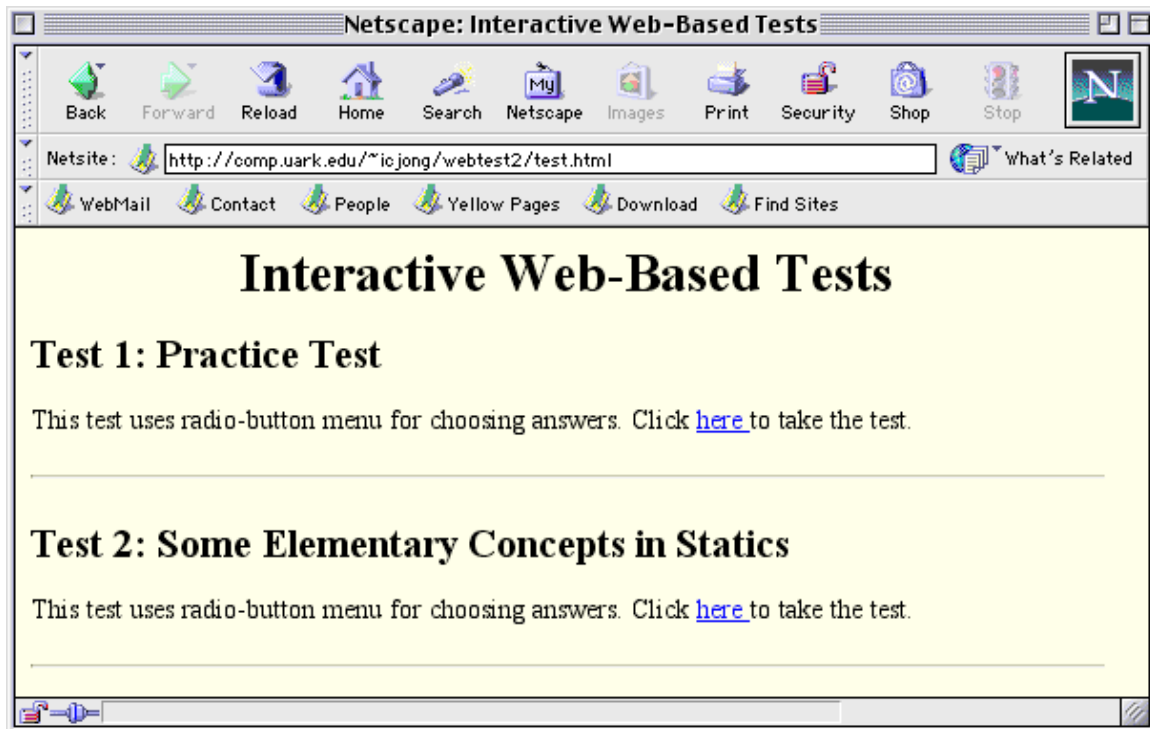 Netscape: Interactive Web-Based Tests
Back Forward Reload Home Search Netscape Images Print Security Shop Stop
My
N
Netsite: http://comp.uark.edu/~icjong/webtest2/test.html What's Related
WebMail Contact People Yellow Pages Download Find Sites
Interactive Web-Based Tests
Test 1: Practice Test
This test uses radio-button menu for choosing answers. Click here to take the test.
Test 2: Some Elementary Concepts in Statics
This test uses radio-button menu for choosing answers. Click here to take the test.